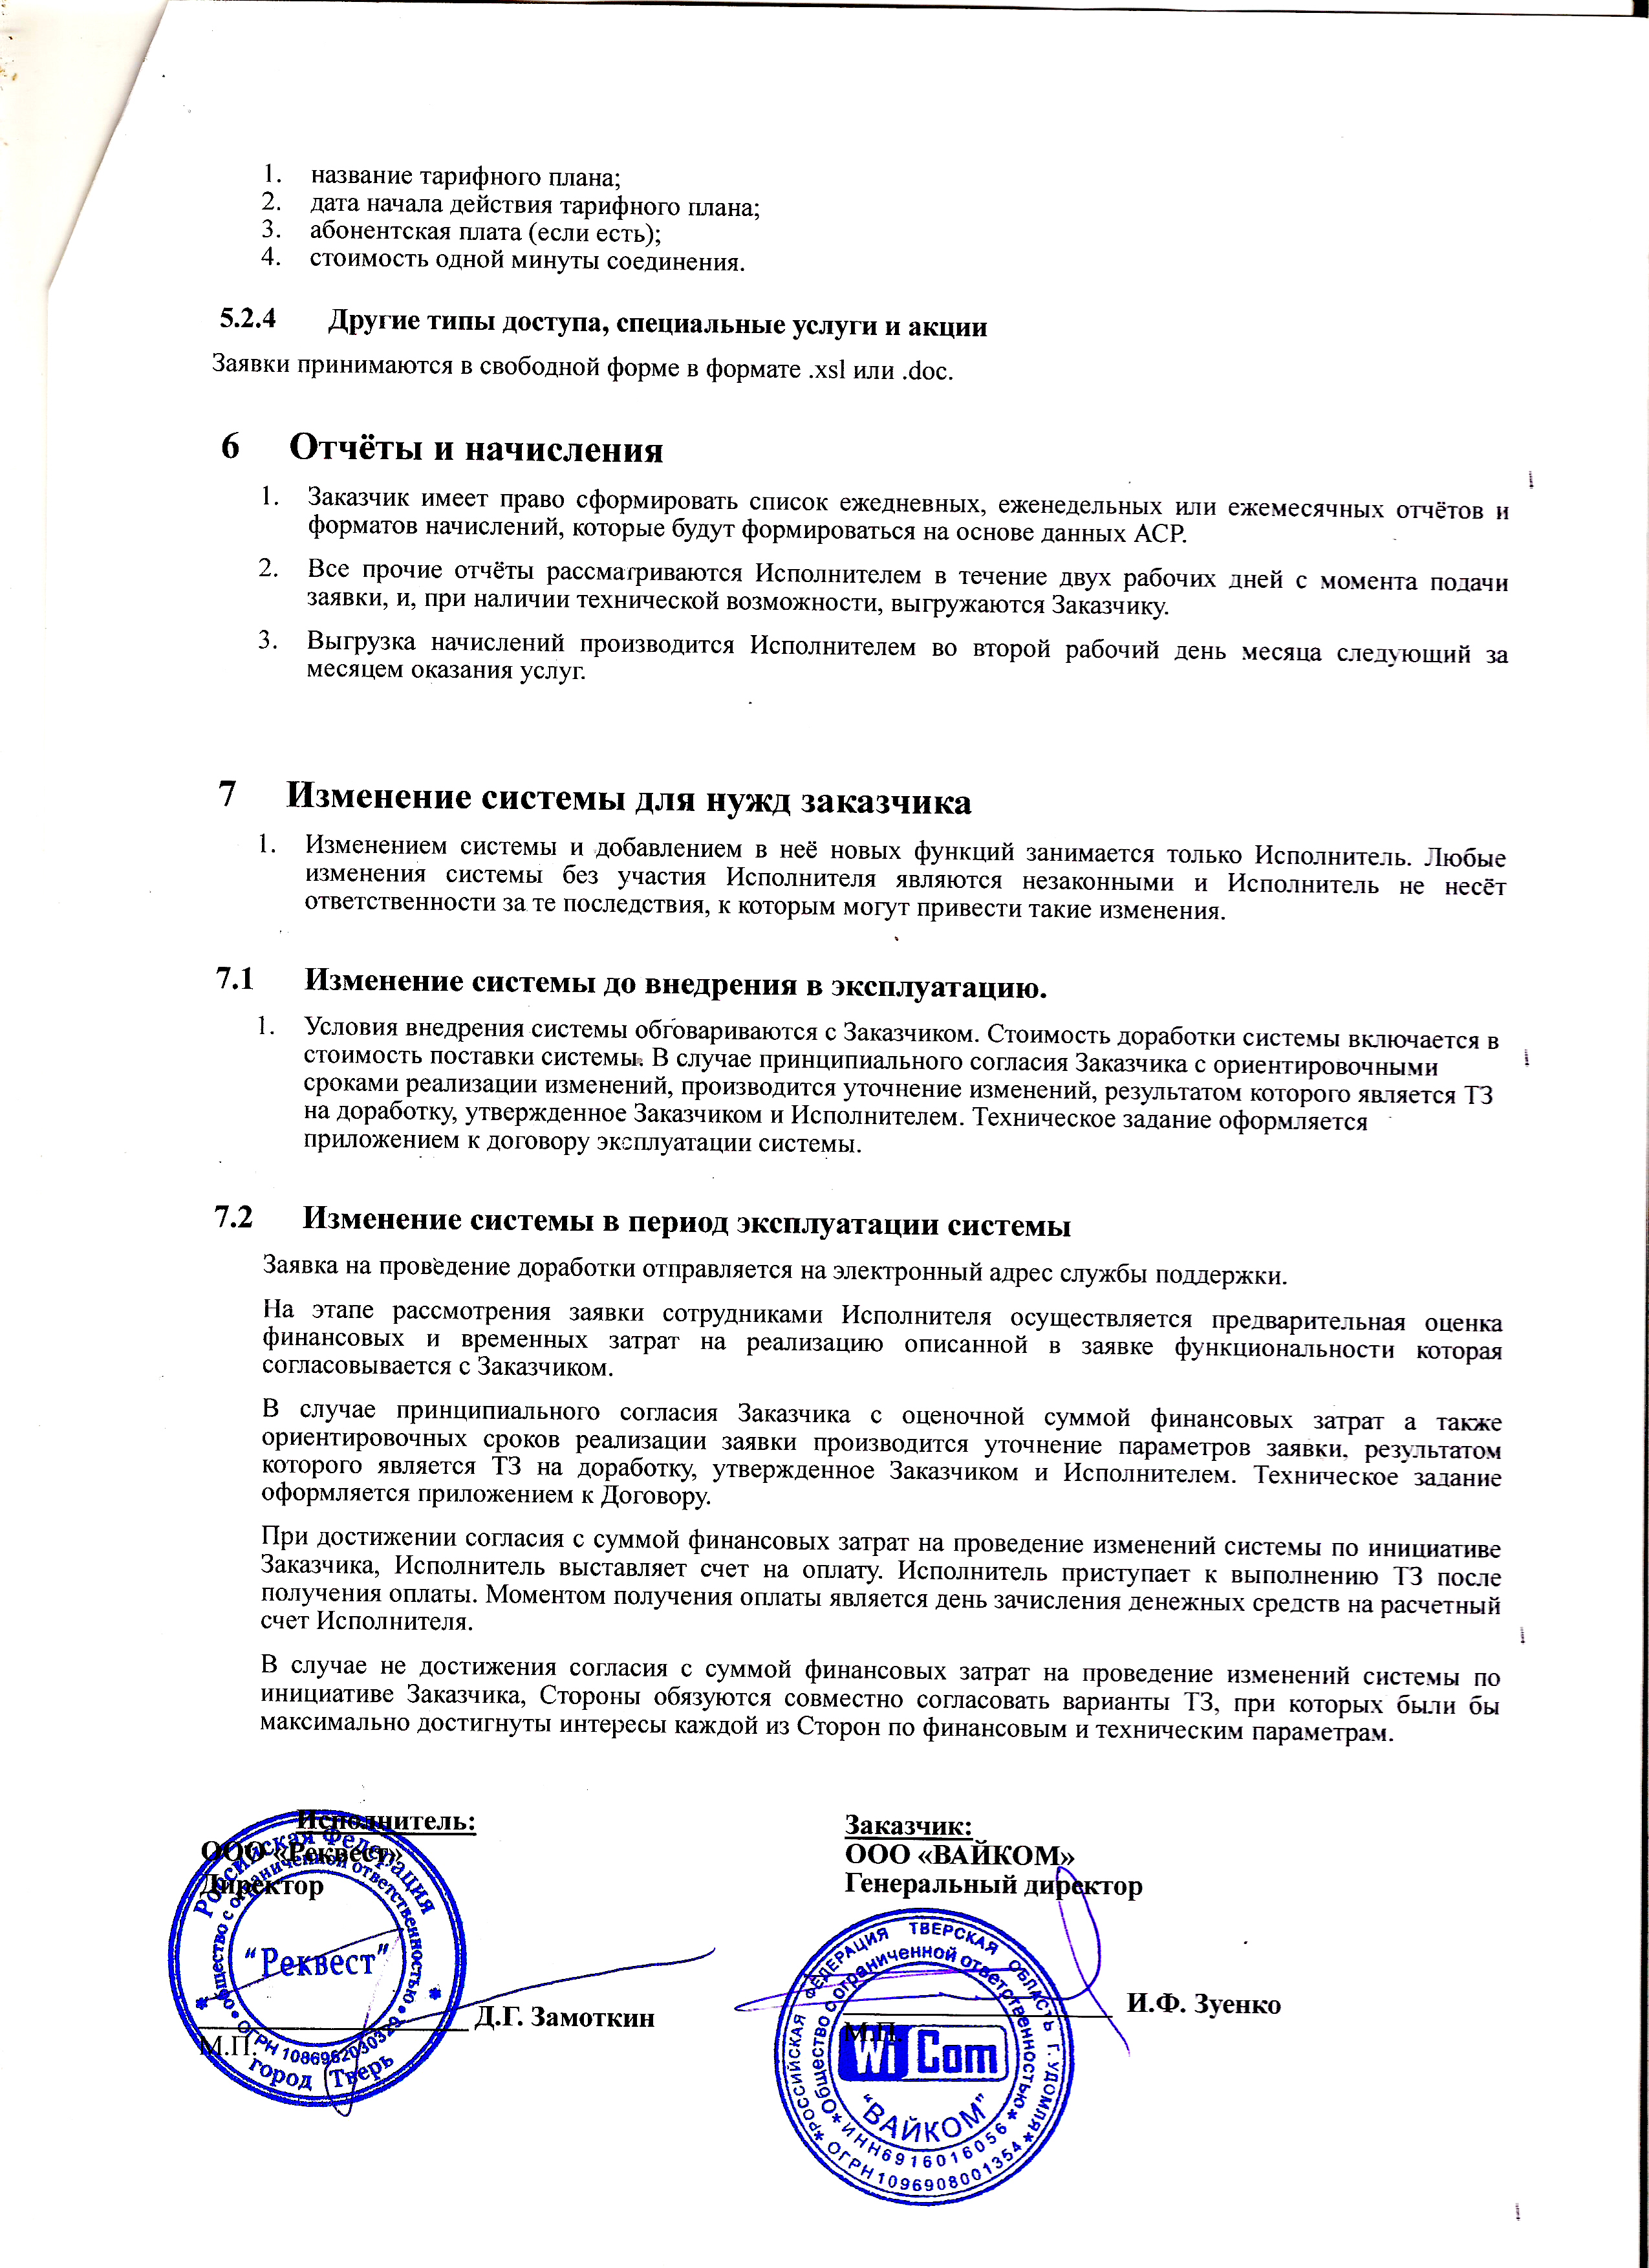 1. название тарифного плана;
2. дата начала действия тарифного плана;
3. абонентская плата (если есть);
4. стоимость одной минуты соединения.
5.2.4 Другие типы доступа, специальные услуги и акции
Заявки принимаются в свободной форме в формате .xsl или .doc.
6 Отчёты и начисления
1. Заказчик имеет право сформировать список ежедневных, еженедельных или ежемесячных отчётов и
форматов начислений, которые будут формироваться на основе данных АСР.
2. Все прочие отчёты рассматриваются Исполнителем в течение двух рабочих дней с момента подачи
заявки, и, при наличии технической возможности, выгружаются Заказчику.
3. Выгрузка начислений производится Исполнителем во второй рабочий день месяца следующий за
месяцем оказания услуг.
7 Изменение системы для нужд заказчика
1. Изменением системы и добавлением в неё новых функций занимается только Исполнитель. Любые
изменения системы без участия Исполнителя являются незаконными и Исполнитель не несёт
ответственности за те последствия, к которым могут привести такие изменения.
7.1 Изменение системы до внедрения в эксплуатацию.
1. Условия внедрения системы обговариваются с Заказчиком. Стоимость доработки системы включается в
стоимость поставки системы. В случае принципиального согласия Заказчика с ориентировочными
сроками реализации изменений, производится уточнение изменений, результатом которого является ТЗ
на доработку, утвержденное Заказчиком и Исполнителем. Техническое задание оформляется
приложением к договору эксплуатации системы.
7.2 Изменение системы в период эксплуатации системы
Заявка на проведение доработки отправляется на электронный адрес службы поддержки.
На этапе рассмотрения заявки сотрудниками Исполнителя осуществляется предварительная оценка
финансовых и временных затрат на реализацию описанной в заявке функциональности которая
согласовывается с Заказчиком.
В случае принципиального согласия Заказчика с оценочной суммой финансовых затрат а также
ориентировочных сроков реализации заявки производится уточнение параметров заявки, результатом
которого является ТЗ на доработку, утвержденное Заказчиком и Исполнителем. Техническое задание
оформляется приложением к Договору.
При достижении согласия с суммой финансовых затрат на проведение изменений системы по инициативе
Заказчика, Исполнитель выставляет счет на оплату. Исполнитель приступает к выполнению ТЗ после
получения оплаты. Моментом получения оплаты является день зачисления денежных средств на расчетный
счет Исполнителя.
В случае не достижения согласия с суммой финансовых затрат на проведение изменений системы по
инициативе Заказчика, Стороны обязуются совместно согласовать варианты ТЗ, при которых были бы
максимально достигнуты интересы каждой из Сторон по финансовым и техническим параметрам.
Исполнитель:
ООО «Реквест»
Директор
Д.Г. Замоткин
М.П.
Российская Федерация
Общество с ограниченной ответственностью
"Реквест"
ОГРН 1086952030329
город Тверь
Заказчик:
ООО «ВАЙКОМ»
Генеральный директор
И.Ф. Зуенко
М.П.
РОССИЙСКАЯ ФЕДЕРАЦИЯ ТВЕРСКАЯ ОБЛАСТЬ Г. УДОМЛЯ
Общество с ограниченной ответственностью
Wi Com
"ВАЙКОМ"
ИНН6916016056
ОГРН1096908001354